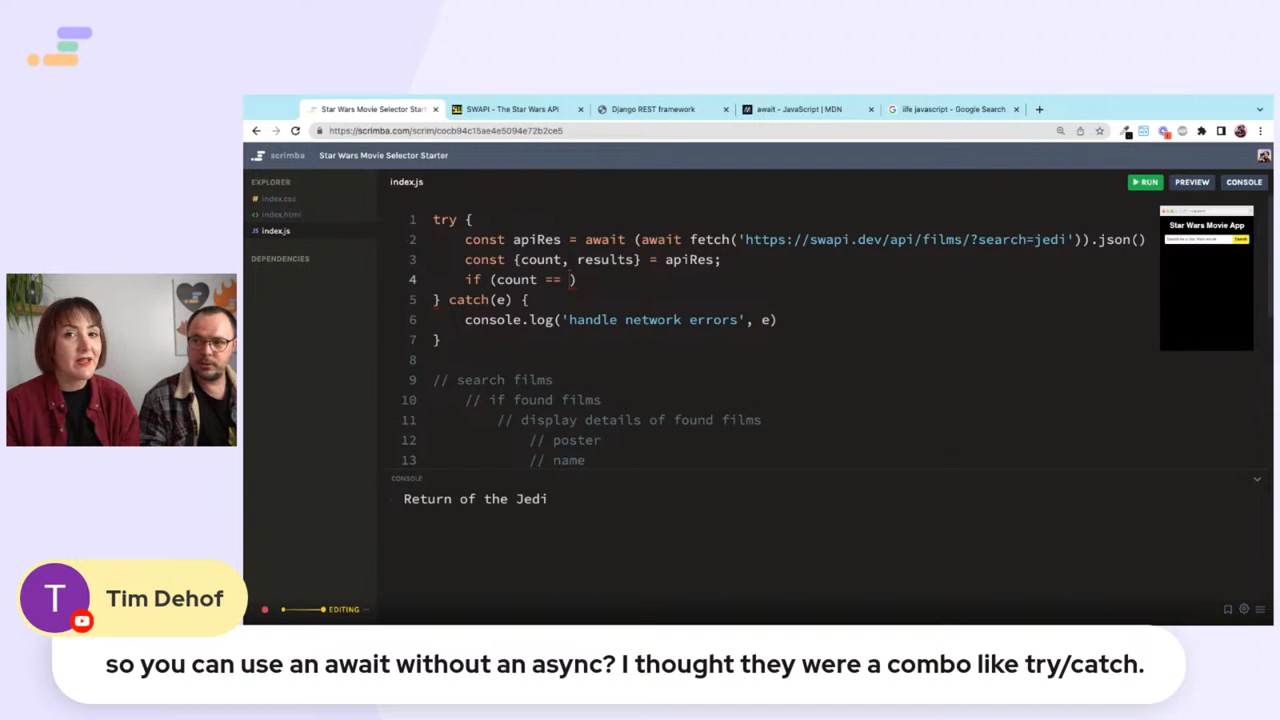 Star Wars Movie Selector Start
SWAPI - The Star Wars API
Django REST framework
await - JavaScript | MDN
iife javascript - Google Search
https://scrimba.com/scrim/cocb94c15ae4e5094e72b2ce5
scrimba
Star Wars Movie Selector Starter
EXPLORER
index.css
index.html
index.js
DEPENDENCIES
index.js
RUN
PREVIEW
CONSOLE
1 try {
2 const apiRes = await (await fetch('https://swapi.dev/api/films/?search=jedi')).json()
3 const {count, results} = apiRes;
4 if (count == )
5 } catch(e) {
6 console.log('handle network errors', e)
7 }
8
9 // search films
10 // if found films
11 // display details of found films
12 // poster
13 // name
Star Wars Movie App
Search
CONSOLE
Return of the Jedi
EDITING
T
Tim Dehof
so you can use an await without an async? I thought they were a combo like try/catch.